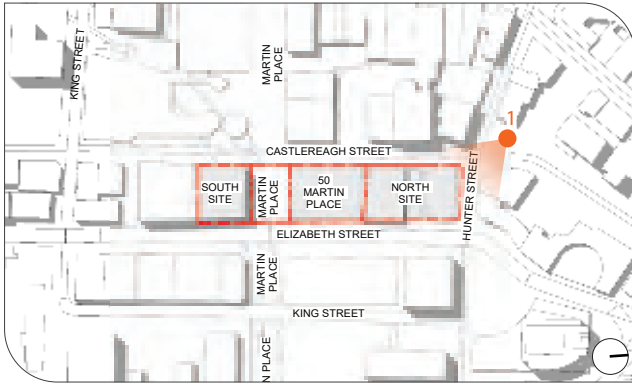 KING STREET
MARTIN
PLACE
1
CASTLEREAGH STREET
SOUTH
SITE
MARTIN
PLACE
50
MARTIN
PLACE
NORTH
SITE
HUNTER STREET
ELIZABETH STREET
MARTIN
PLACE
KING STREET
N PLACE